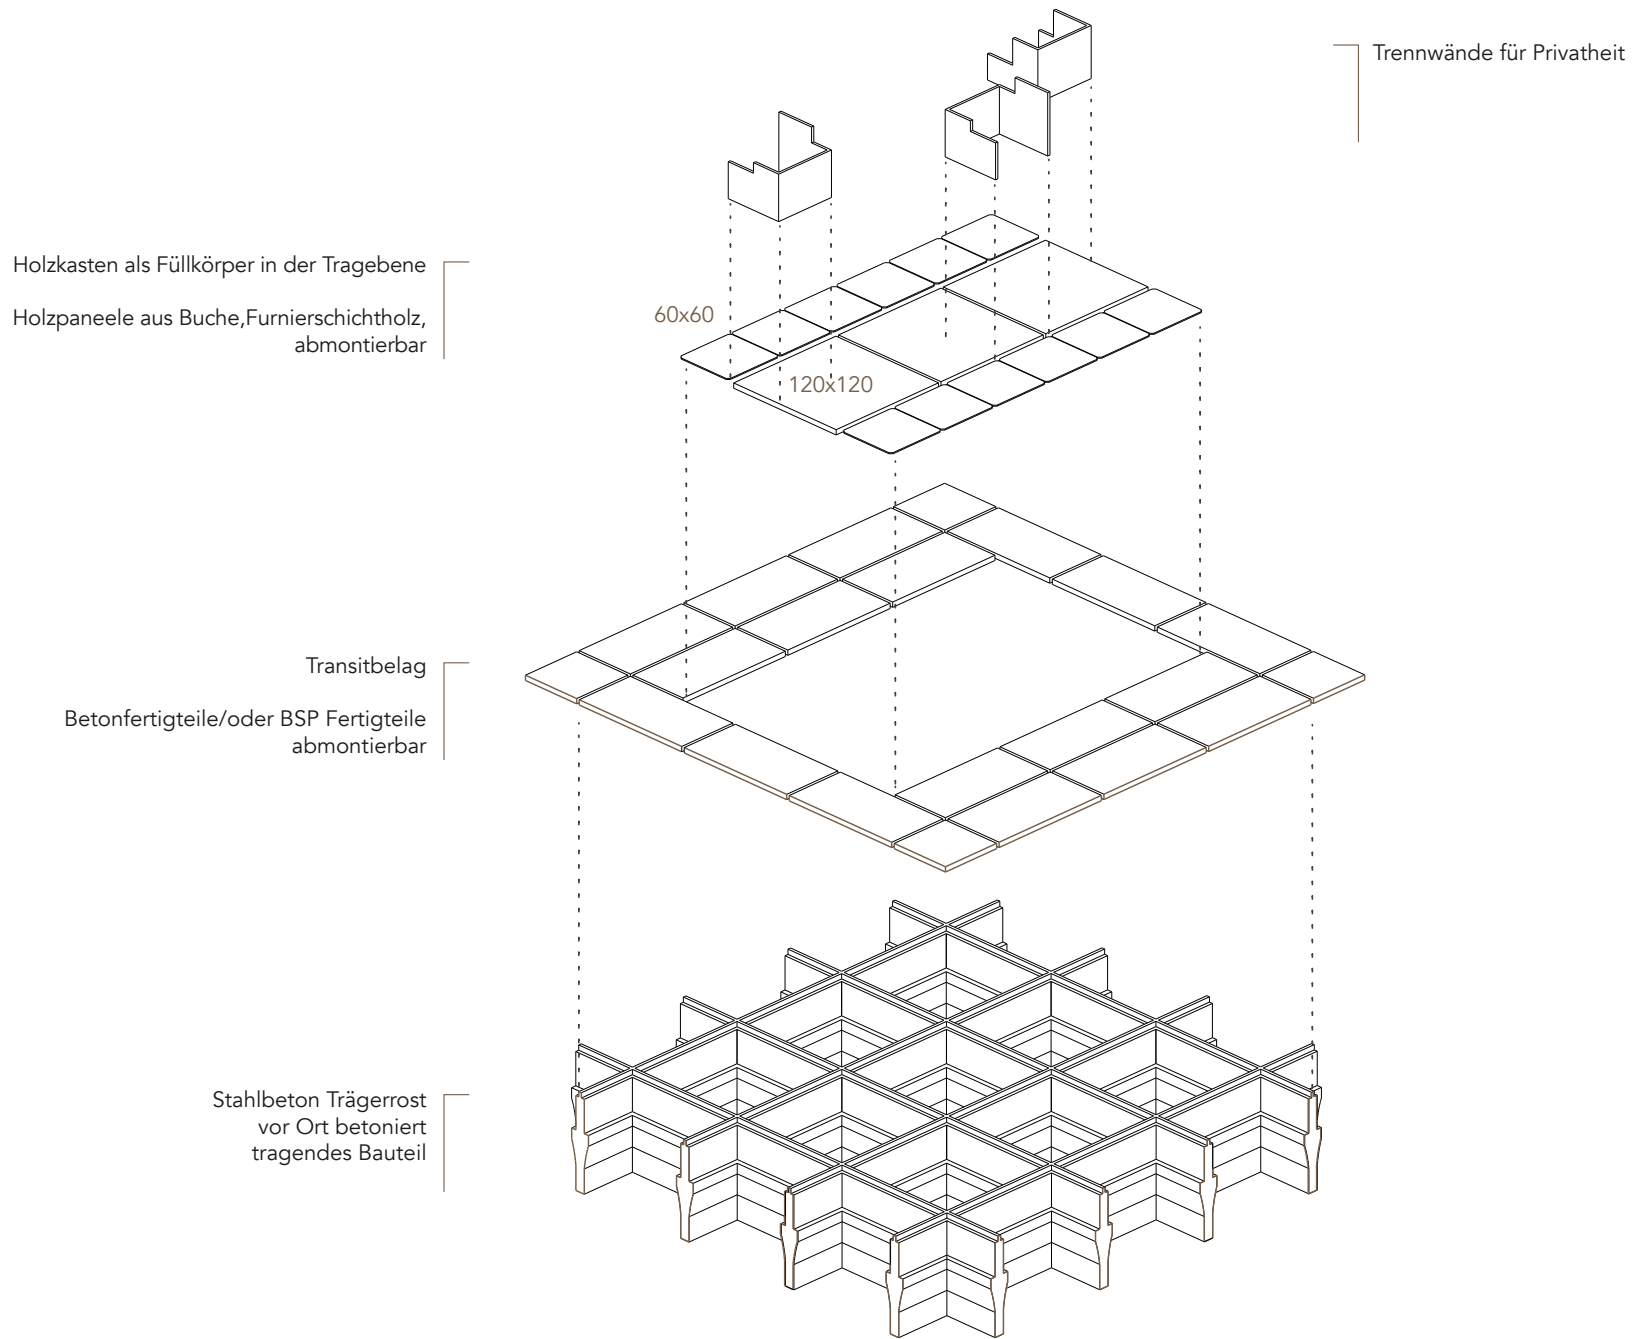 Trennwände für Privatheit
Holzkasten als Füllkörper in der Tragebene
Holzpaneele aus Buche,Furnierschichtholz,
abmontierbar
60x60
120x120
Transitbelag
Betonfertigteile/oder BSP Fertigteile
abmontierbar
Stahlbeton Trägerrost
vor Ort betoniert
tragendes Bauteil